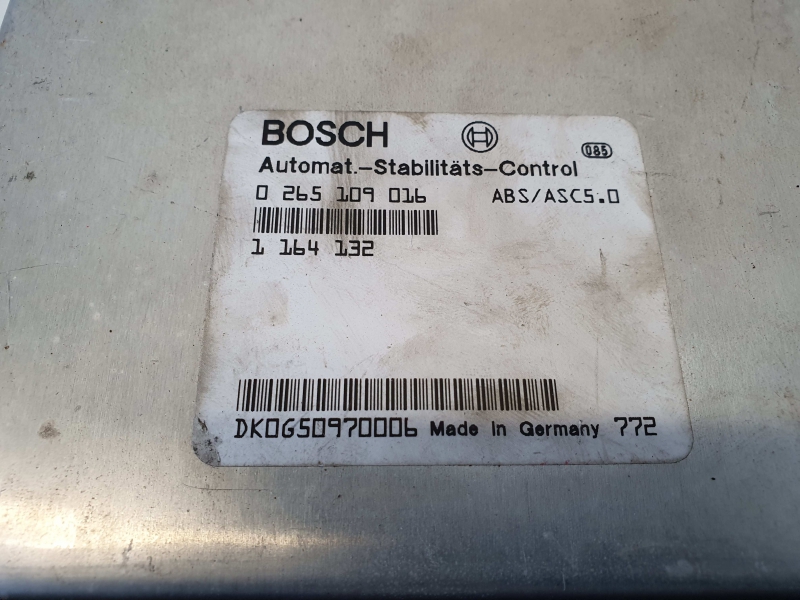 BOSCH
085
Automat.-Stabilitäts-Control
0 265 109 016 ABS/ASC5.0
1 164 132
DK0G50970006 Made in Germany 772